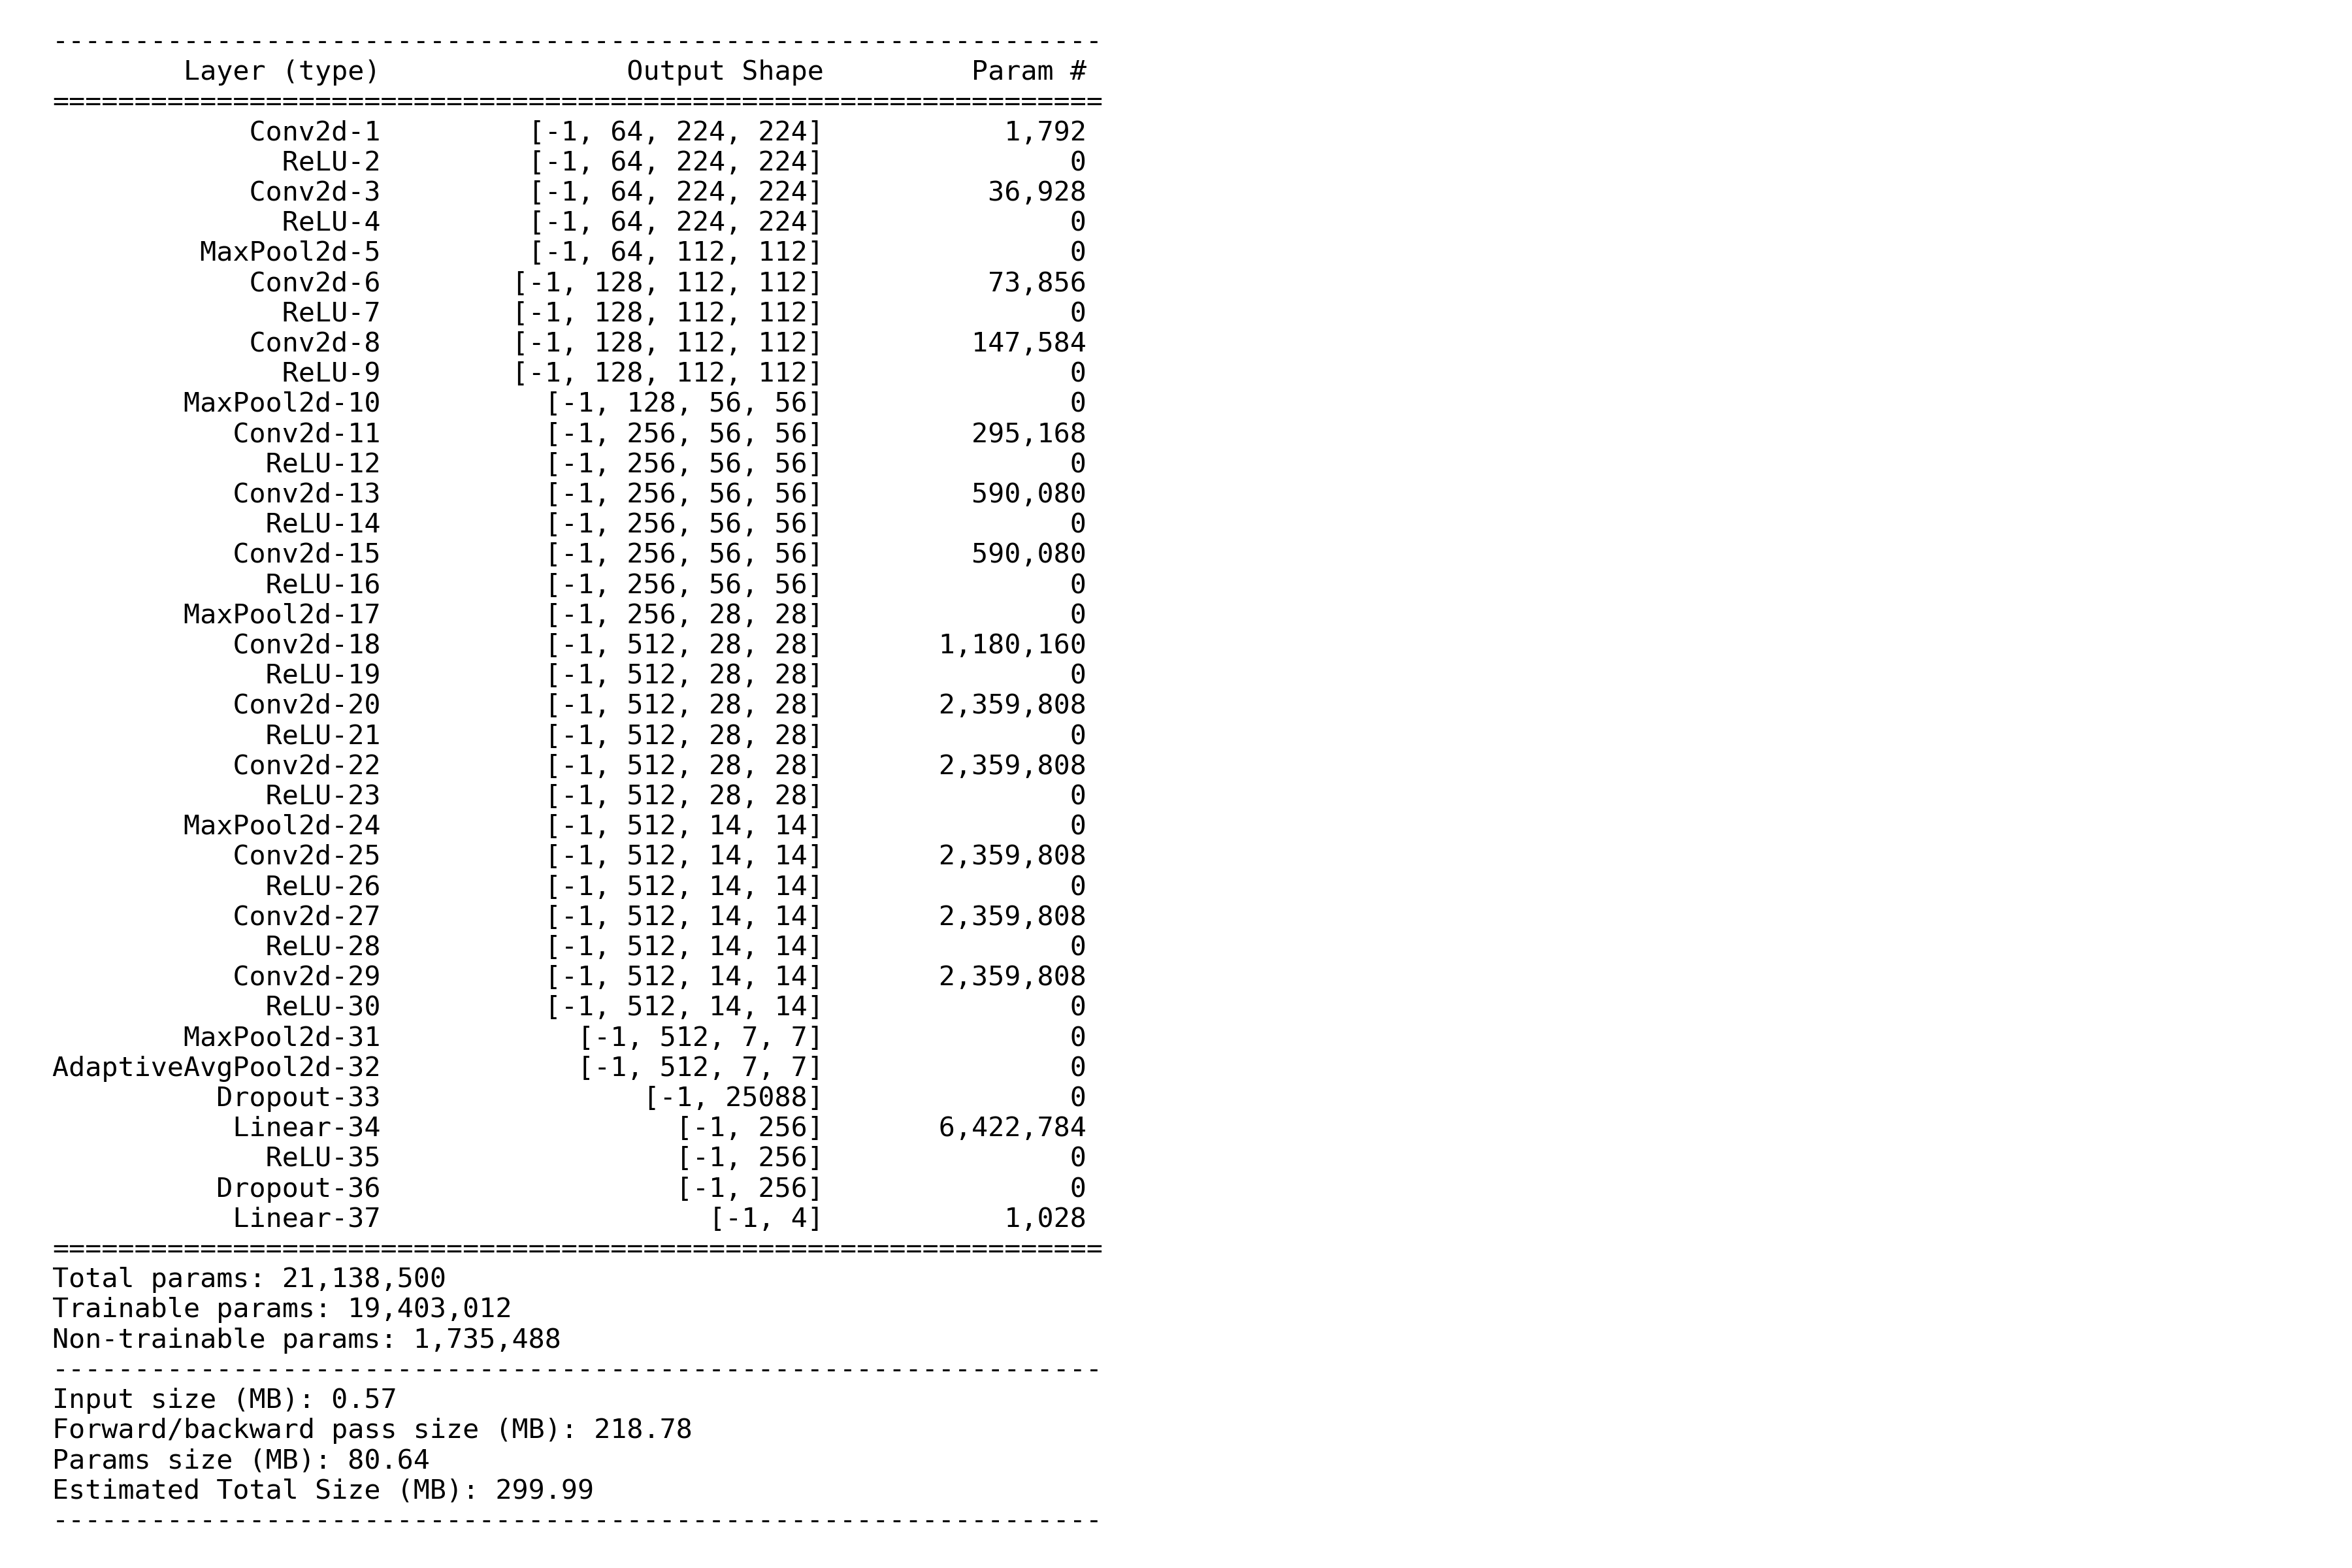 ----------------------------------------------------------------
        Layer (type)               Output Shape         Param #
================================================================
            Conv2d-1         [-1, 64, 224, 224]           1,792
              ReLU-2         [-1, 64, 224, 224]               0
            Conv2d-3         [-1, 64, 224, 224]          36,928
              ReLU-4         [-1, 64, 224, 224]               0
         MaxPool2d-5         [-1, 64, 112, 112]               0
            Conv2d-6        [-1, 128, 112, 112]          73,856
              ReLU-7        [-1, 128, 112, 112]               0
            Conv2d-8        [-1, 128, 112, 112]         147,584
              ReLU-9        [-1, 128, 112, 112]               0
        MaxPool2d-10          [-1, 128, 56, 56]               0
           Conv2d-11          [-1, 256, 56, 56]         295,168
             ReLU-12          [-1, 256, 56, 56]               0
           Conv2d-13          [-1, 256, 56, 56]         590,080
             ReLU-14          [-1, 256, 56, 56]               0
           Conv2d-15          [-1, 256, 56, 56]         590,080
             ReLU-16          [-1, 256, 56, 56]               0
        MaxPool2d-17          [-1, 256, 28, 28]               0
           Conv2d-18          [-1, 512, 28, 28]       1,180,160
             ReLU-19          [-1, 512, 28, 28]               0
           Conv2d-20          [-1, 512, 28, 28]       2,359,808
             ReLU-21          [-1, 512, 28, 28]               0
           Conv2d-22          [-1, 512, 28, 28]       2,359,808
             ReLU-23          [-1, 512, 28, 28]               0
        MaxPool2d-24          [-1, 512, 14, 14]               0
           Conv2d-25          [-1, 512, 14, 14]       2,359,808
             ReLU-26          [-1, 512, 14, 14]               0
           Conv2d-27          [-1, 512, 14, 14]       2,359,808
             ReLU-28          [-1, 512, 14, 14]               0
           Conv2d-29          [-1, 512, 14, 14]       2,359,808
             ReLU-30          [-1, 512, 14, 14]               0
        MaxPool2d-31            [-1, 512, 7, 7]               0
AdaptiveAvgPool2d-32            [-1, 512, 7, 7]               0
          Dropout-33                [-1, 25088]               0
           Linear-34                  [-1, 256]       6,422,784
             ReLU-35                  [-1, 256]               0
          Dropout-36                  [-1, 256]               0
           Linear-37                    [-1, 4]           1,028
================================================================
Total params: 21,138,500
Trainable params: 19,403,012
Non-trainable params: 1,735,488
----------------------------------------------------------------
Input size (MB): 0.57
Forward/backward pass size (MB): 218.78
Params size (MB): 80.64
Estimated Total Size (MB): 299.99
----------------------------------------------------------------